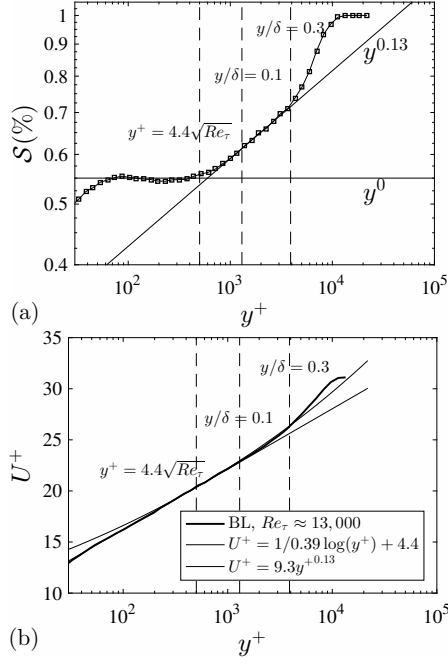 1
0.9
0.8
0.7
0.6
0.5
0.4
S(%)
y/δ = 0.3
y^0.13
y/δ = 0.1
y^+ = 4.4√Re_τ
y^0
10^2
10^3
10^4
10^5
(a)
y^+
35
30
25
20
15
10
U^+
y/δ = 0.3
y/δ = 0.1
y^+ = 4.4√Re_τ
BL, Re_τ ≈ 13,000
U^+ = 1/0.39 log(y^+) + 4.4
U^+ = 9.3y^{+0.13}
10^2
10^3
10^4
10^5
(b)
y^+